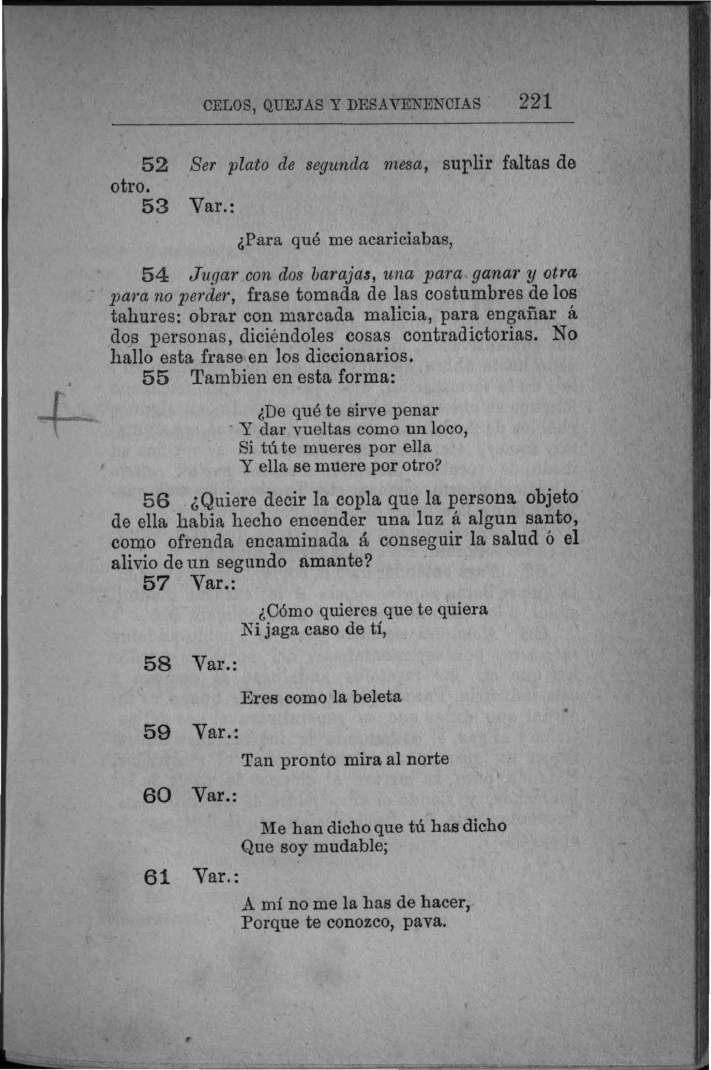 CELOS, QUEJAS Y DESAVENENCIAS 221
52 Ser plato de segunda mesa, suplir faltas de
otro.
53 Var.:
¿Para qué me acariciabas,
54 Jugar con dos barajas, una para ganar y otra
para no perder, frase tomada de las costumbres de los
tahures: obrar con marcada malicia, para engañar á
dos personas, diciéndoles cosas contradictorias. No
hallo esta frase en los diccionarios.
55 Tambien en esta forma:
¿De qué te sirve penar
Y dar vueltas como un loco,
Si tú te mueres por ella
Y ella se muere por otro?
56 ¿Quiere decir la copla que la persona objeto
de ella habia hecho encender una luz á algun santo,
como ofrenda encaminada á conseguir la salud ó el
alivio de un segundo amante?
57 Var.:
¿Cómo quieres que te quiera
Ni jaga caso de tí,
58 Var.:
Eres como la beleta
59 Var.:
Tan pronto mira al norte
60 Var.:
Me han dicho que tú has dicho
Que soy mudable;
61 Var.:
A mí no me la has de hacer,
Porque te conozco, pava.